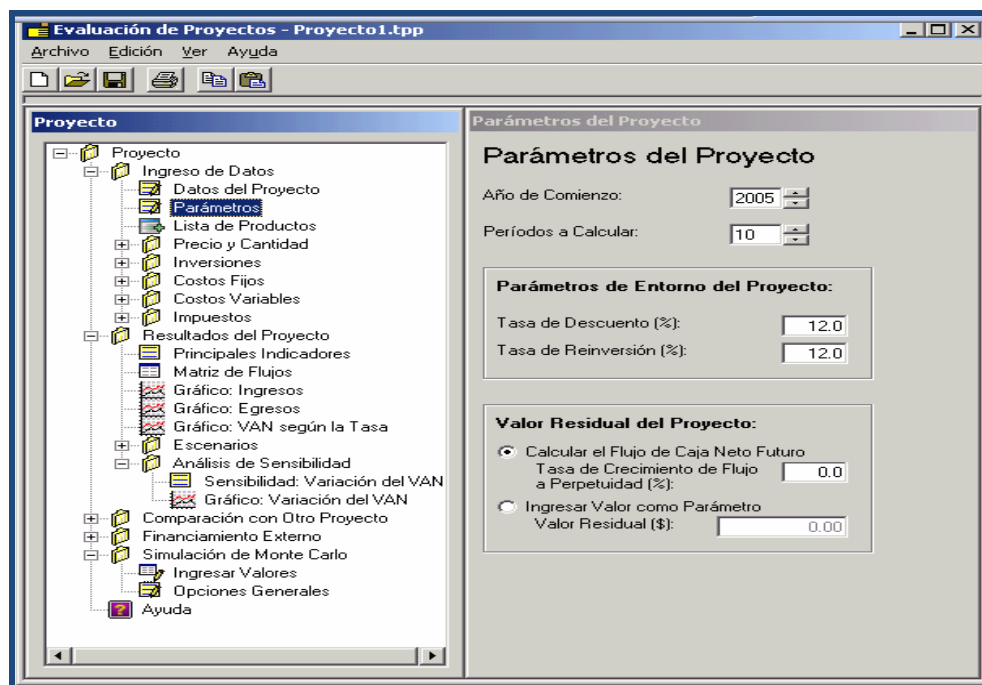 Evaluación de Proyectos - Proyecto1.tpp
Archivo Edición Ver Ayuda
Proyecto
Proyecto
Ingreso de Datos
Datos del Proyecto
Parámetros
Lista de Productos
Precio y Cantidad
Inversiones
Costos Fijos
Costos Variables
Impuestos
Resultados del Proyecto
Principales Indicadores
Matriz de Flujos
Gráfico: Ingresos
Gráfico: Egresos
Gráfico: VAN según la Tasa
Escenarios
Análisis de Sensibilidad
Sensibilidad: Variación del VAN
Gráfico: Variación del VAN
Comparación con Otro Proyecto
Financiamiento Externo
Simulación de Monte Carlo
Ingresar Valores
Opciones Generales
Ayuda
Parámetros del Proyecto
Parámetros del Proyecto
Año de Comienzo: 2005
Períodos a Calcular: 10
Parámetros de Entorno del Proyecto:
Tasa de Descuento (%): 12.0
Tasa de Reinversión (%): 12.0
Valor Residual del Proyecto:
Calcular el Flujo de Caja Neto Futuro
Tasa de Crecimiento de Flujo
a Perpetuidad (%): 0.0
Ingresar Valor como Parámetro
Valor Residual ($): 0.00